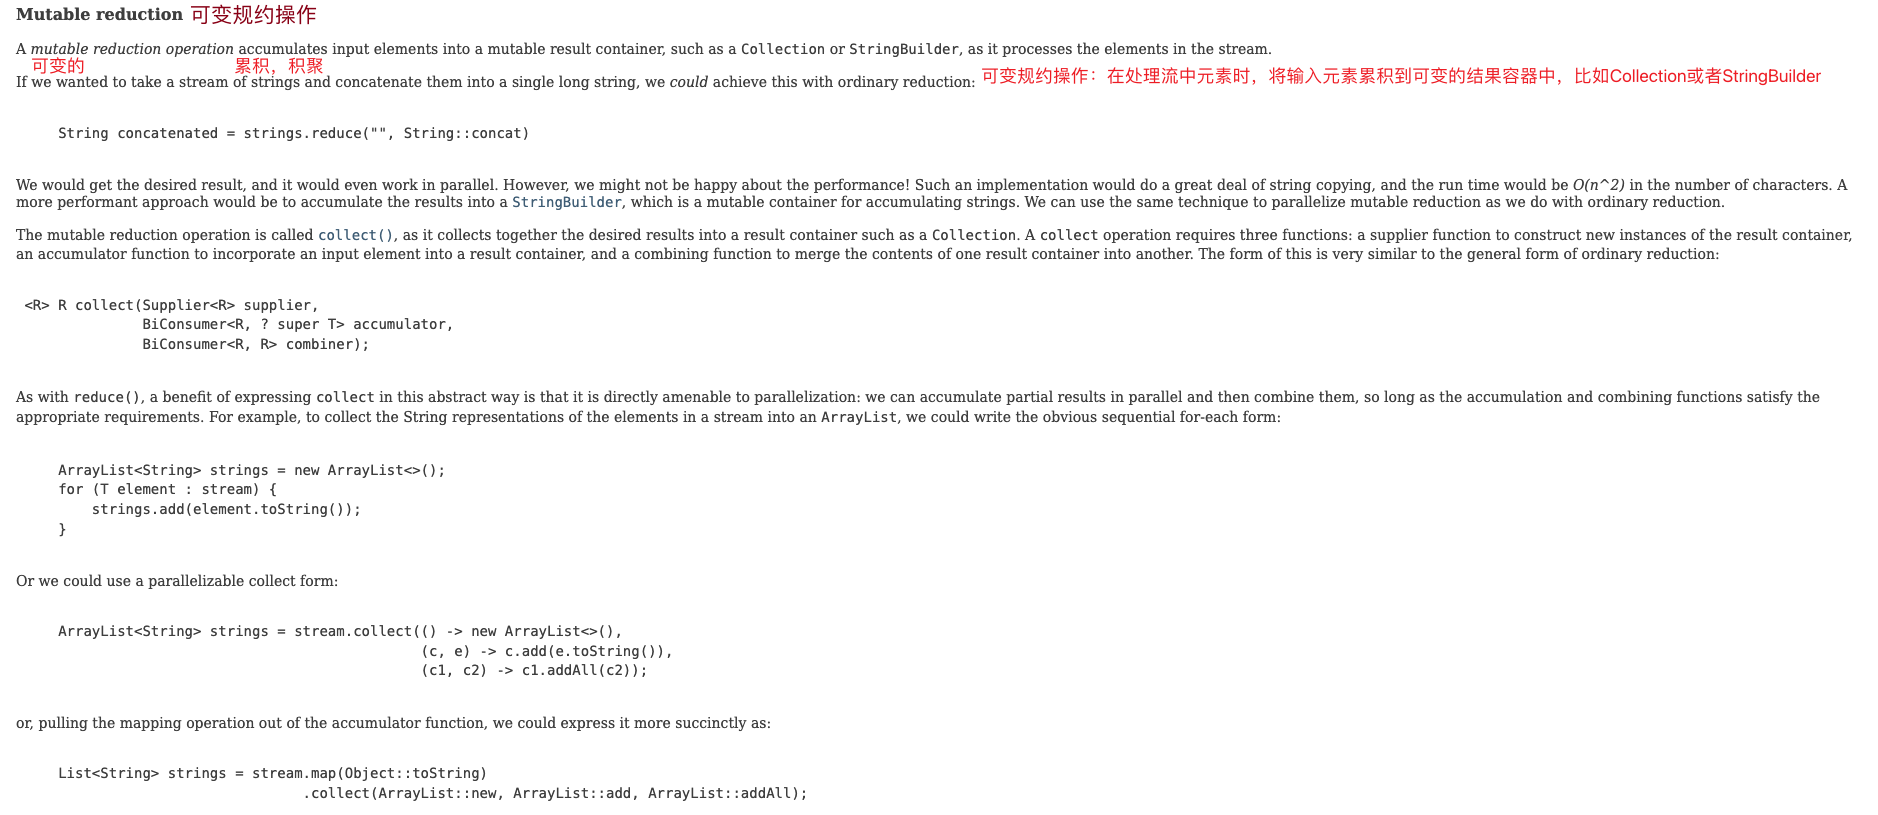 Mutable reduction 可变规约操作
A mutable reduction operation accumulates input elements into a mutable result container, such as a Collection or StringBuilder, as it processes the elements in the stream.
可变的 累积，积聚
If we wanted to take a stream of strings and concatenate them into a single long string, we could achieve this with ordinary reduction: 可变规约操作：在处理流中元素时，将输入元素累积到可变的结果容器中，比如Collection或者StringBuilder
String concatenated = strings.reduce("", String::concat)
We would get the desired result, and it would even work in parallel. However, we might not be happy about the performance! Such an implementation would do a great deal of string copying, and the run time would be O(n^2) in the number of characters. A
more performant approach would be to accumulate the results into a StringBuilder, which is a mutable container for accumulating strings. We can use the same technique to parallelize mutable reduction as we do with ordinary reduction.
The mutable reduction operation is called collect(), as it collects together the desired results into a result container such as a Collection. A collect operation requires three functions: a supplier function to construct new instances of the result container,
an accumulator function to incorporate an input element into a result container, and a combining function to merge the contents of one result container into another. The form of this is very similar to the general form of ordinary reduction:
<R> R collect(Supplier<R> supplier,
BiConsumer<R, ? super T> accumulator,
BiConsumer<R, R> combiner);
As with reduce(), a benefit of expressing collect in this abstract way is that it is directly amenable to parallelization: we can accumulate partial results in parallel and then combine them, so long as the accumulation and combining functions satisfy the
appropriate requirements. For example, to collect the String representations of the elements in a stream into an ArrayList, we could write the obvious sequential for-each form:
ArrayList<String> strings = new ArrayList<>();
for (T element : stream) {
strings.add(element.toString());
}
Or we could use a parallelizable collect form:
ArrayList<String> strings = stream.collect(() -> new ArrayList<>(),
(c, e) -> c.add(e.toString()),
(c1, c2) -> c1.addAll(c2));
or, pulling the mapping operation out of the accumulator function, we could express it more succinctly as:
List<String> strings = stream.map(Object::toString)
.collect(ArrayList::new, ArrayList::add, ArrayList::addAll);